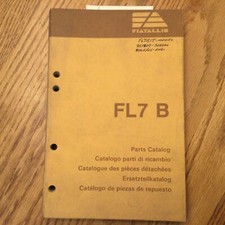 FIATALLIS
FL7 B
Parts Catalog
Catalogo parti di ricambio
Catalogue des pièces détachées
Ersatzteilkatalog
Catálogo de piezas de repuesto